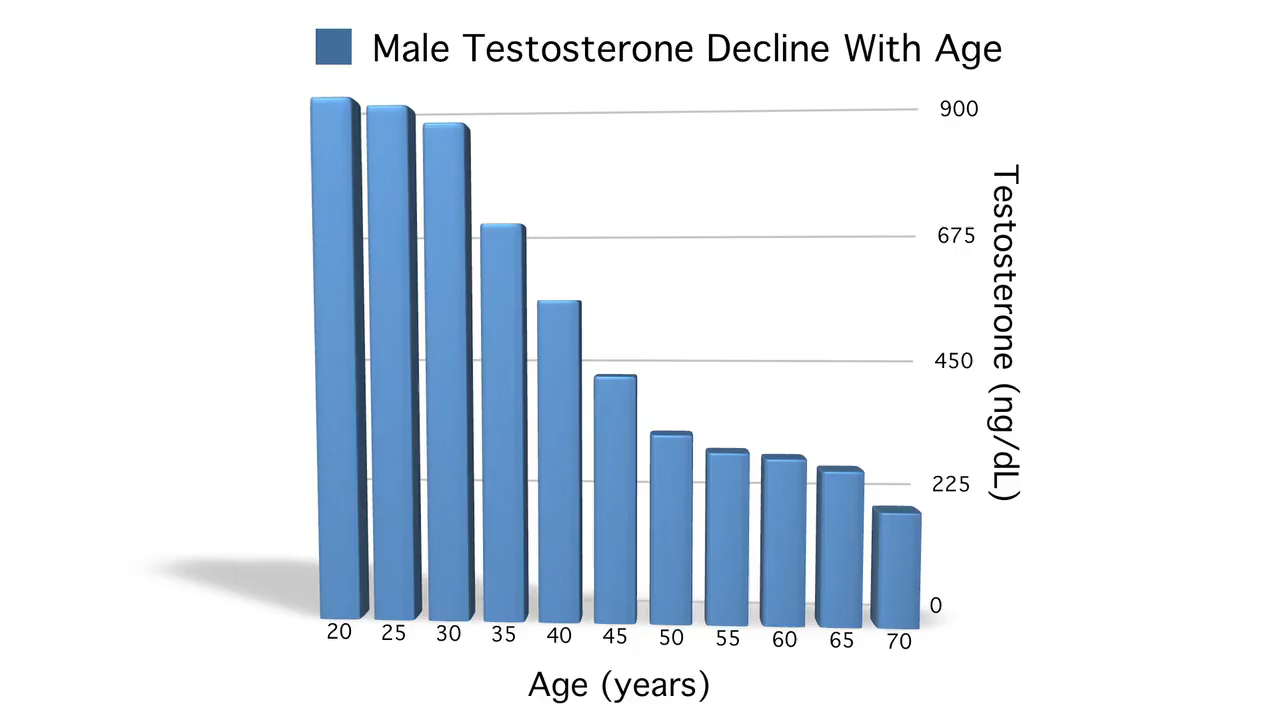 Male Testosterone Decline With Age
900
675
450
225
0
Testosterone (ng/dL)
20 25 30 35 40 45 50 55 60 65 70
Age (years)